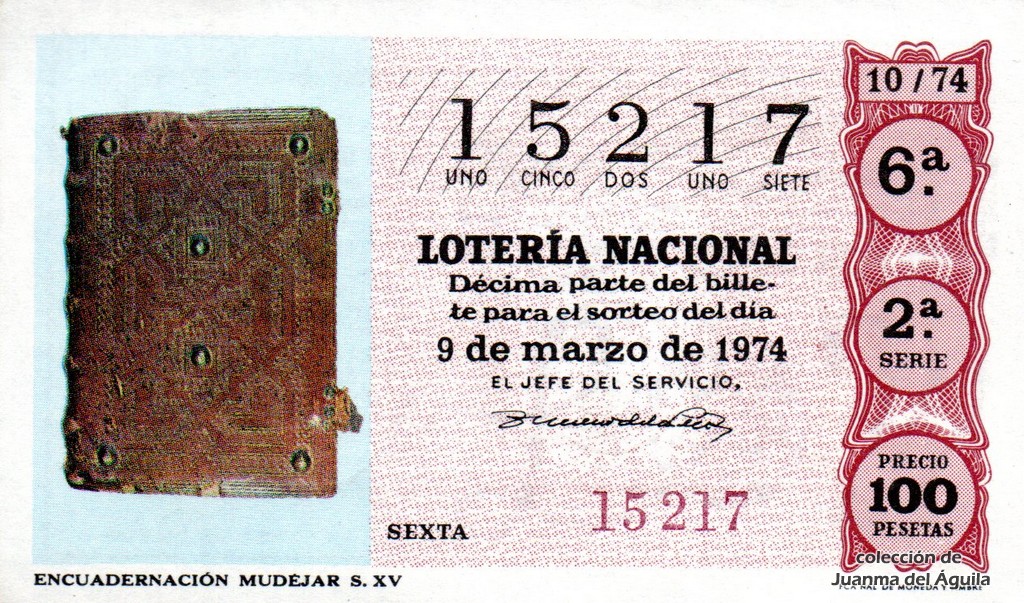 10 / 74
15217
UNO CINCO DOS UNO SIETE
6.ª
LOTERÍA NACIONAL
Décima parte del bille-
te para el sorteo del día
9 de marzo de 1974
EL JEFE DEL SERVICIO,
2.ª
SERIE
PRECIO
100
PESETAS
15217
SEXTA
ENCUADERNACIÓN MUDÉJAR S. XV
colección de
Juanma del Águila
DE MONEDA Y